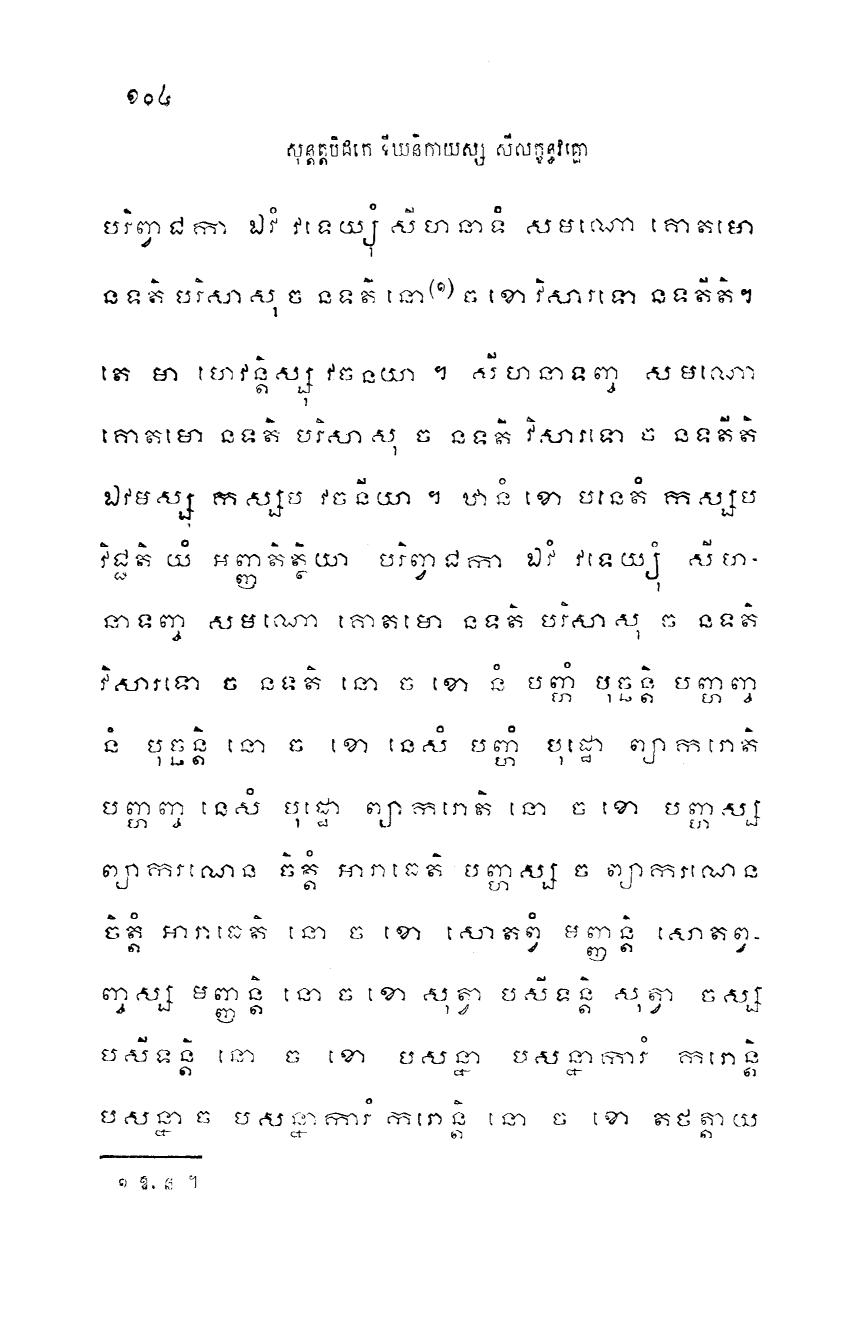 ១០៤
សុត្តន្តបិដកេ ទីឃនិកាយស្ស សីលក្ខន្ធវគ្គោ
បរិព្វាជកា ឯវំ វទេយ្យុំ សីហនាទំ សមណោ គោតមោ
នទតិ បរិសាសុ ច នទតិ នោ(១) ច ខោ វិសារទោ នទតីតិ។
តេ មា ហេវន្តិស្សុ វចនយា ។ សីហនាទញ្ច សមណោ
គោតមោ នទតិ បរិសាសុ ច នទតិ វិសារទោ ច នទតីតិ
ឯវមស្សុ កស្សប វចនីយា ។ ឋានំ ខោ បនេតំ កស្សប
វិជ្ជតិ យំ អញ្ញតិត្ថិយា បរិព្វាជកា ឯវំ វទេយ្យុំ សីហ-
នាទញ្ច សមណោ គោតមោ នទតិ បរិសាសុ ច នទតិ
វិសារទោ ច នទតិ នោ ច ខោ នំ បញ្ហំ បុច្ឆន្តិ បញ្ហញ្ច
នំ បុច្ឆន្តិ នោ ច ខោ នេសំ បញ្ហំ បុដ្ឋោ ព្យាករោតិ
បញ្ហញ្ច នេសំ បុដ្ឋោ ព្យាករោតិ នោ ច ខោ បញ្ហស្ស
ព្យាករណេន ចិត្តំ អារាធេតិ បញ្ហស្ស ច ព្យាករណេន
ចិត្តំ អារាធេតិ នោ ច ខោ សោតព្វំ មញ្ញន្តិ សោតព្វ-
ញ្ចស្ស មញ្ញន្តិ នោ ច ខោ សុត្វា បសីទន្តិ សុត្វា ចស្ស
បសីទន្តិ នោ ច ខោ បសន្នា បសន្នាការំ ករោន្តិ
បសន្នា ច បសន្នាការំ ករោន្តិ នោ ច ខោ តថត្តាយ
១ ឱ. ន ។